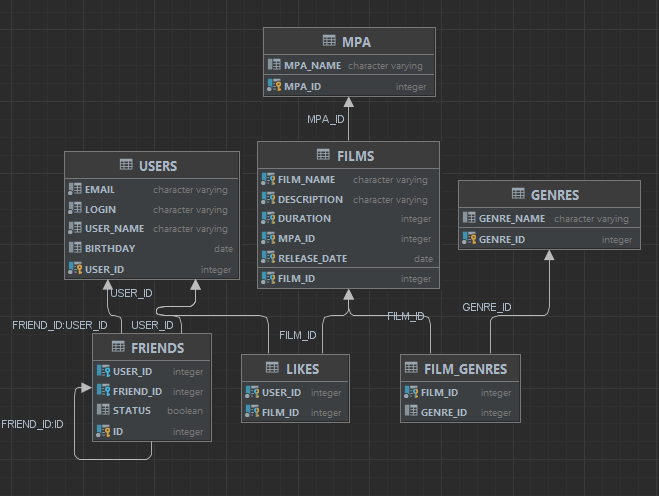 MPA
MPA_NAME character varying
MPA_ID integer
MPA_ID
USERS
EMAIL character varying
LOGIN character varying
USER_NAME character varying
BIRTHDAY date
USER_ID integer
FILMS
FILM_NAME character varying
DESCRIPTION character varying
DURATION integer
MPA_ID integer
RELEASE_DATE date
FILM_ID integer
GENRES
GENRE_NAME character varying
GENRE_ID integer
USER_ID
FRIEND_ID:USER_ID
USER_ID
FILM_ID
FILM_ID
GENRE_ID
FRIENDS
USER_ID integer
FRIEND_ID integer
STATUS boolean
ID integer
FRIEND_ID:ID
LIKES
USER_ID integer
FILM_ID integer
FILM_GENRES
FILM_ID integer
GENRE_ID integer